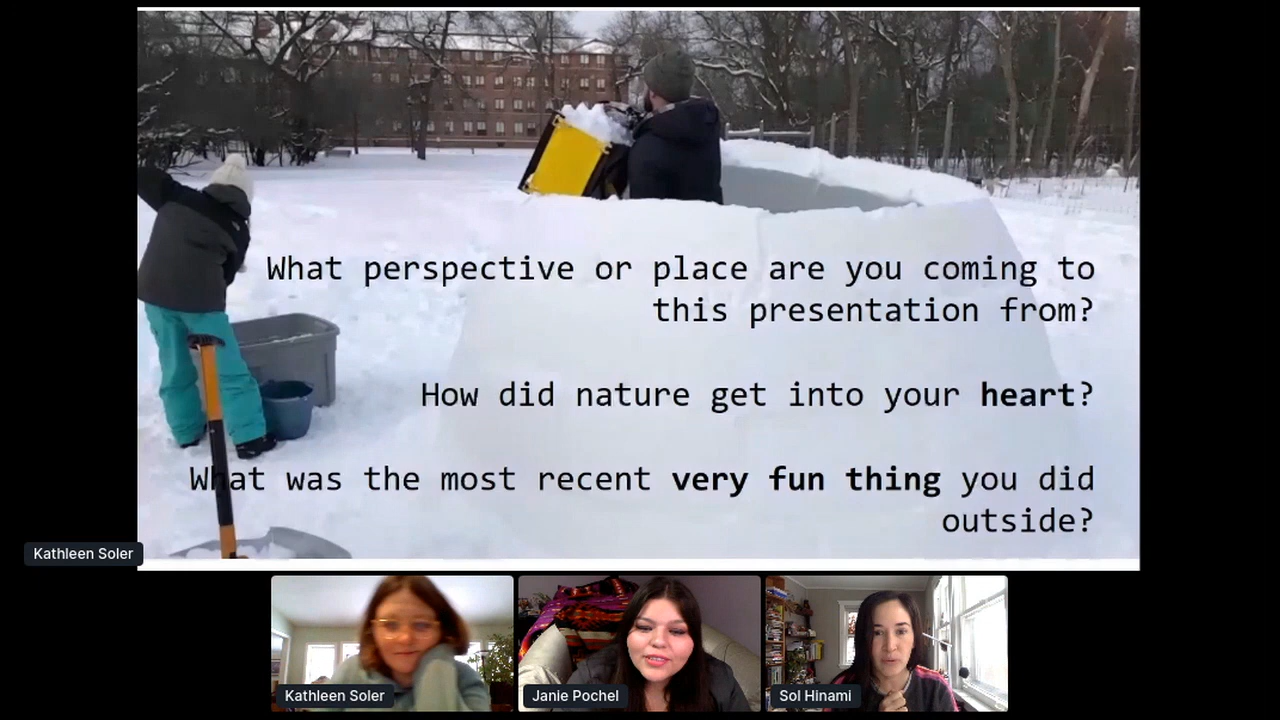 What perspective or place are you coming to
this presentation from?
How did nature get into your heart?
What was the most recent very fun thing you did
outside?
Kathleen Soler
Kathleen Soler
Janie Pochel
Sol Hinami